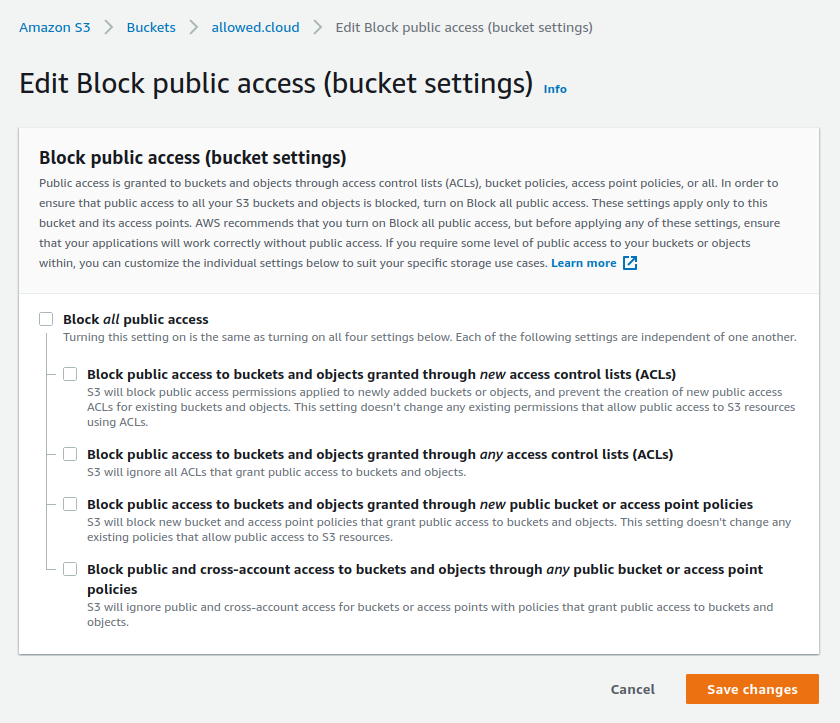 Amazon S3 > Buckets > allowed.cloud > Edit Block public access (bucket settings)
Edit Block public access (bucket settings) Info
Block public access (bucket settings)
Public access is granted to buckets and objects through access control lists (ACLs), bucket policies, access point policies, or all. In order to
ensure that public access to all your S3 buckets and objects is blocked, turn on Block all public access. These settings apply only to this
bucket and its access points. AWS recommends that you turn on Block all public access, but before applying any of these settings, ensure
that your applications will work correctly without public access. If you require some level of public access to your buckets or objects
within, you can customize the individual settings below to suit your specific storage use cases. Learn more
Block all public access
Turning this setting on is the same as turning on all four settings below. Each of the following settings are independent of one another.
Block public access to buckets and objects granted through new access control lists (ACLs)
S3 will block public access permissions applied to newly added buckets or objects, and prevent the creation of new public access
ACLs for existing buckets and objects. This setting doesn't change any existing permissions that allow public access to S3 resources
using ACLs.
Block public access to buckets and objects granted through any access control lists (ACLs)
S3 will ignore all ACLs that grant public access to buckets and objects.
Block public access to buckets and objects granted through new public bucket or access point policies
S3 will block new bucket and access point policies that grant public access to buckets and objects. This setting doesn't change any
existing policies that allow public access to S3 resources.
Block public and cross-account access to buckets and objects through any public bucket or access point
policies
S3 will ignore public and cross-account access for buckets or access points with policies that grant public access to buckets and
objects.
Cancel Save changes